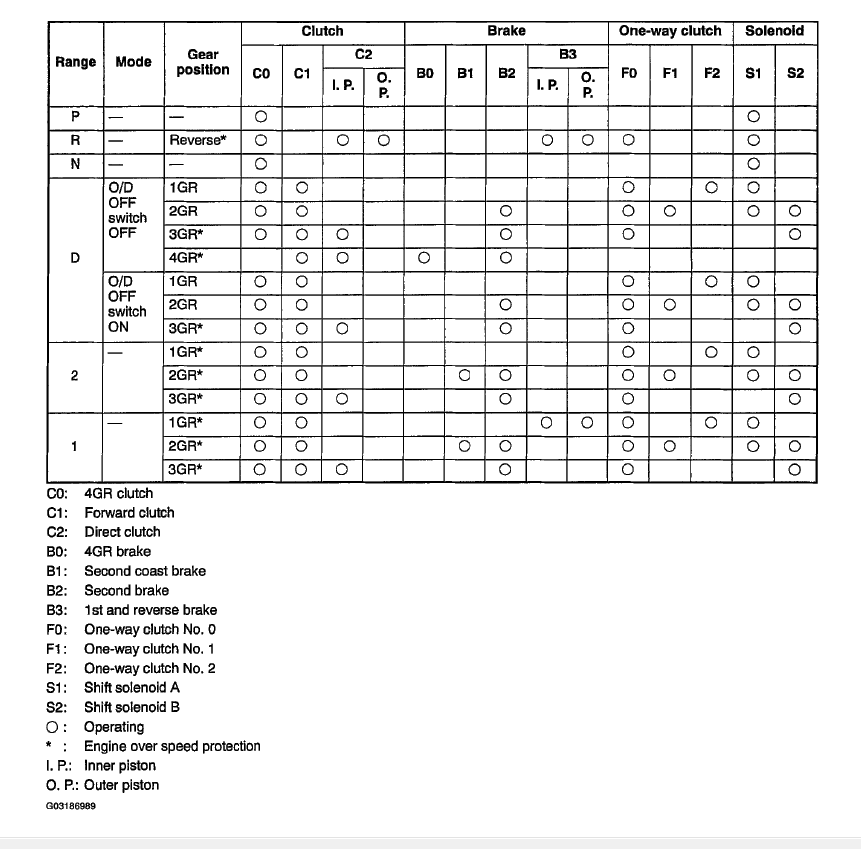 Clutch Brake One-way clutch Solenoid
Range Mode Gear position C0 C1 C2 B0 B1 B2 B3 F0 F1 F2 S1 S2
I. P. O. P. I. P. O. P.
P — — ○ ○
R — Reverse* ○ ○ ○ ○ ○ ○ ○
N — — ○ ○
D O/D OFF switch OFF 1GR ○ ○ ○ ○ ○
2GR ○ ○ ○ ○ ○ ○ ○
3GR* ○ ○ ○ ○ ○ ○
4GR* ○ ○ ○ ○
O/D OFF switch ON 1GR ○ ○ ○ ○ ○
2GR ○ ○ ○ ○ ○ ○ ○
3GR* ○ ○ ○ ○ ○ ○
2 — 1GR* ○ ○ ○ ○ ○
2GR* ○ ○ ○ ○ ○ ○ ○ ○
3GR* ○ ○ ○ ○ ○ ○
1 — 1GR* ○ ○ ○ ○ ○ ○ ○
2GR* ○ ○ ○ ○ ○ ○ ○ ○
3GR* ○ ○ ○ ○ ○ ○
C0: 4GR clutch
C1: Forward clutch
C2: Direct clutch
B0: 4GR brake
B1: Second coast brake
B2: Second brake
B3: 1st and reverse brake
F0: One-way clutch No. 0
F1: One-way clutch No. 1
F2: One-way clutch No. 2
S1: Shift solenoid A
S2: Shift solenoid B
○ : Operating
* : Engine over speed protection
I. P.: Inner piston
O. P.: Outer piston
G03186989